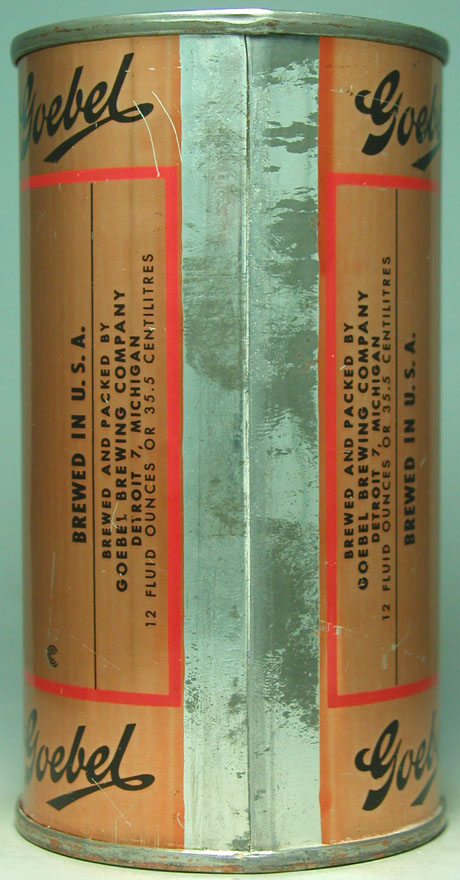 Goebel
BREWED IN U.S.A.
BREWED AND PACKED BY
GOEBEL BREWING COMPANY
DETROIT 7, MICHIGAN
12 FLUID OUNCES OR 35.5 CENTILITRES
Goebel
Goeb
BREWED AND PACKED BY
GOEBEL BREWING COMPANY
DETROIT 7, MICHIGAN
12 FLUID OUNCES OR 35.5 CENTILITRES
BREWED IN U.S.A.
Goeb